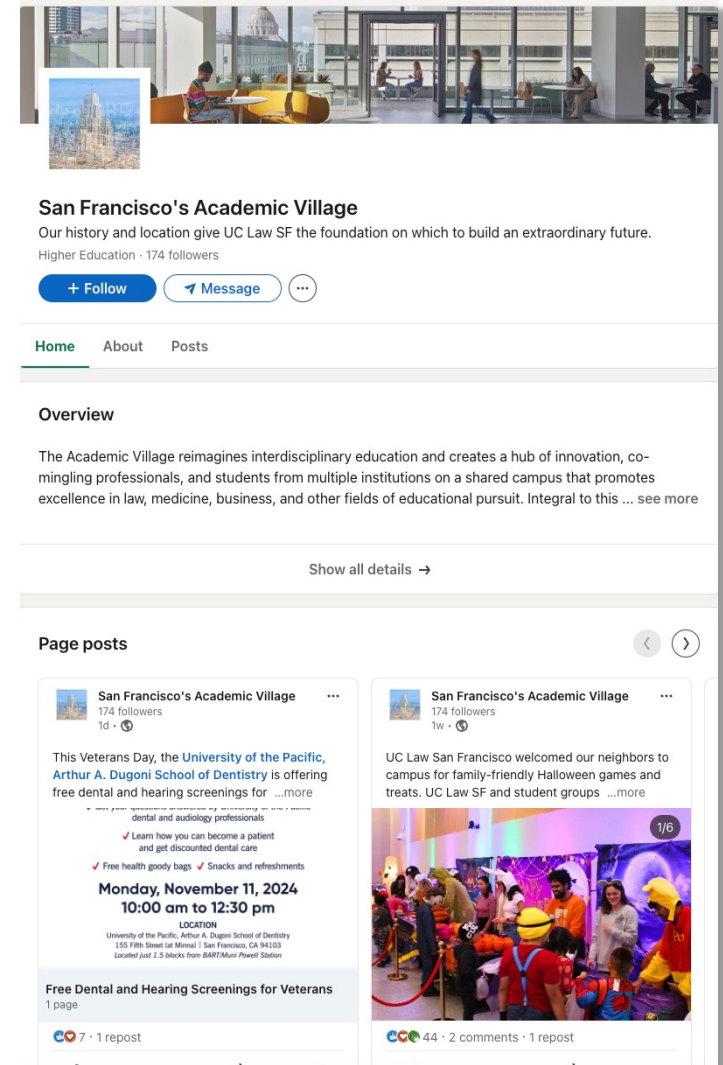 San Francisco's Academic Village
Our history and location give UC Law SF the foundation on which to build an extraordinary future.
Higher Education · 174 followers
+ Follow
Message
Home
About
Posts
Overview
The Academic Village reimagines interdisciplinary education and creates a hub of innovation, co-
mingling professionals, and students from multiple institutions on a shared campus that promotes
excellence in law, medicine, business, and other fields of educational pursuit. Integral to this ... see more
Show all details →
Page posts
San Francisco's Academic Village
174 followers
1d ·
This Veterans Day, the University of the Pacific,
Arthur A. Dugoni School of Dentistry is offering
free dental and hearing screenings for ...more
dental and audiology professionals
Learn how you can become a patient
and get discounted dental care
Free health goody bags Snacks and refreshments
Monday, November 11, 2024
10:00 am to 12:30 pm
LOCATION
University of the Pacific, Arthur A. Dugoni School of Dentistry
155 Fifth Street (at Minna) | San Francisco, CA 94103
Located just 1.5 blocks from BART/Muni Powell Station
Free Dental and Hearing Screenings for Veterans
1 page
7 · 1 repost
San Francisco's Academic Village
174 followers
1w ·
UC Law San Francisco welcomed our neighbors to
campus for family-friendly Halloween games and
treats. UC Law SF and student groups ...more
1/6
44 · 2 comments · 1 repost